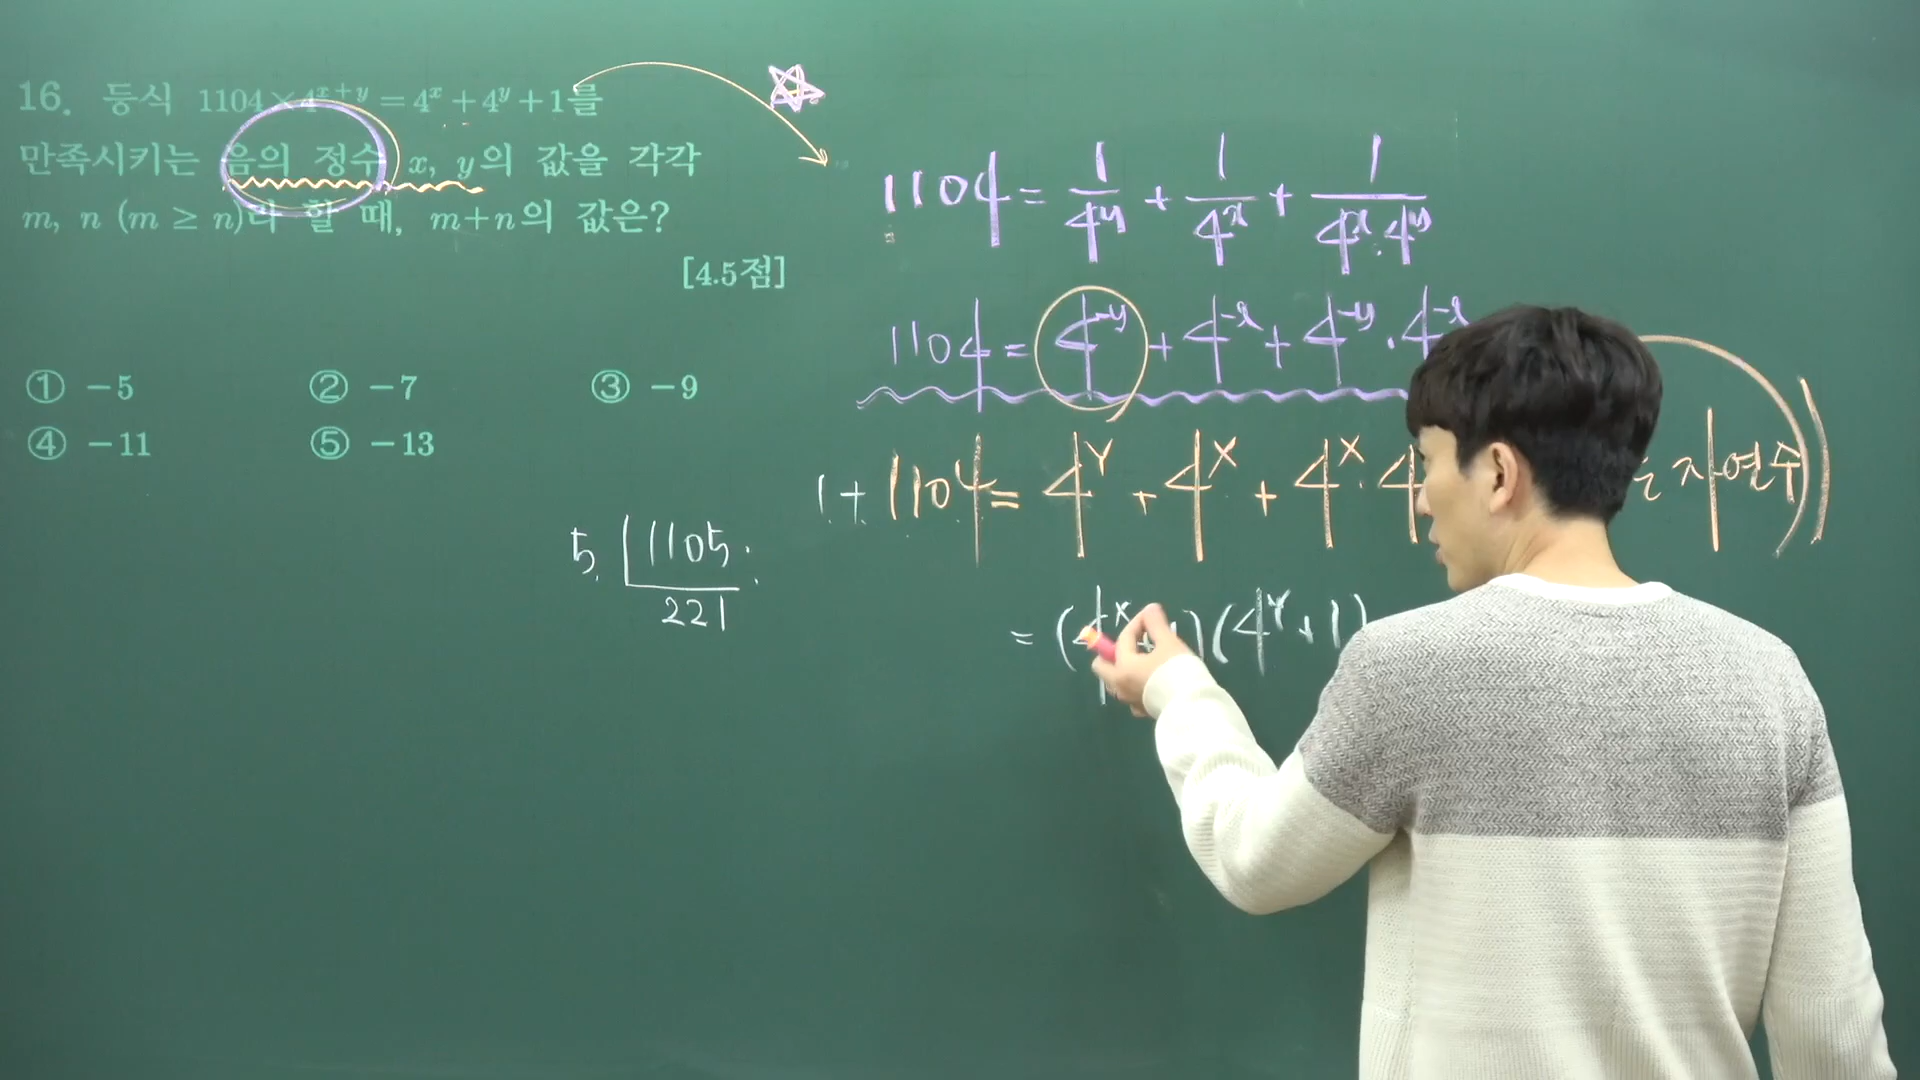 16. 등식 1104×4^{x+y} = 4^x + 4^y + 1를
만족시키는 음의 정수 x, y의 값을 각각
m, n (m ≥ n)라 할 때, m+n의 값은?
[4.5점]
① −5 ② −7 ③ −9
④ −11 ⑤ −13
1104 = 1/4^y + 1/4^x + 1/(4^x·4^y)
1104 = 4^{-y} + 4^{-x} + 4^{-y}·4^{-x}
1+1104 = 4^Y + 4^X + 4^X·4 자연수)
= (4^X+1)(4^Y+1)
5 1105
221